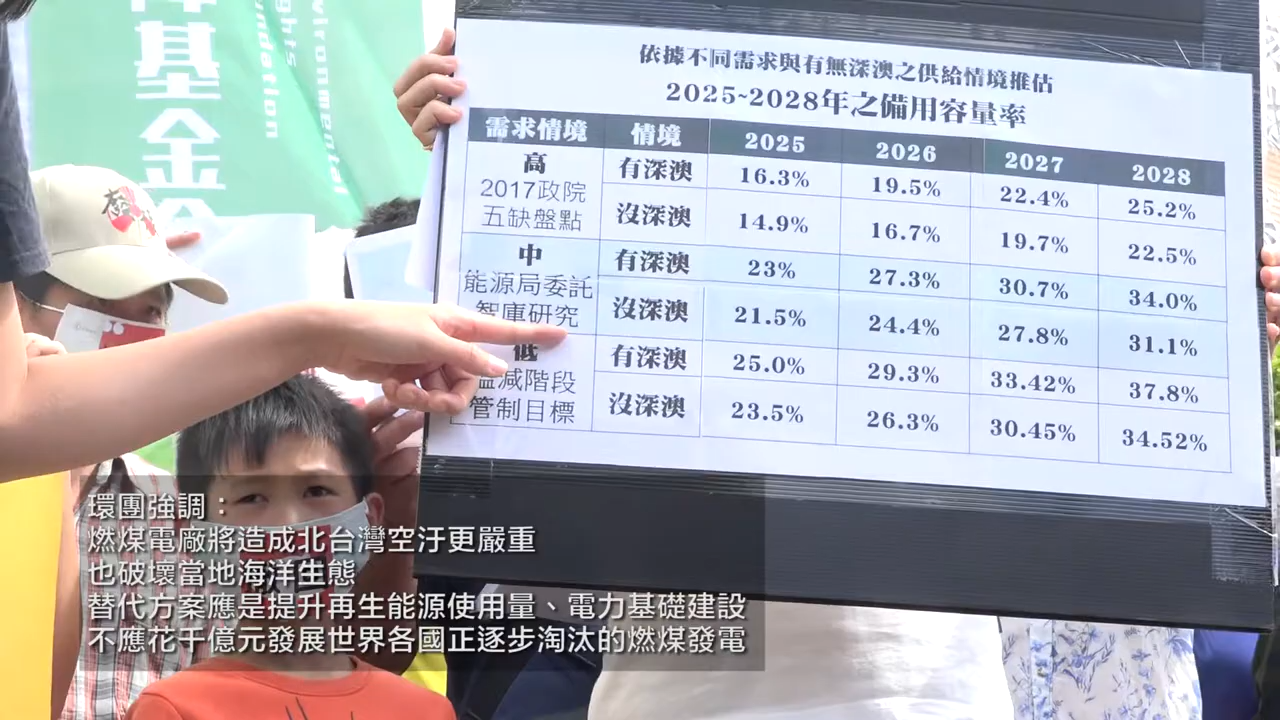 基金
vironmental
ghts
undation
依據不同需求與有無深澳之供給情境推估
2025~2028年之備用容量率
需求情境 情境 2025 2026 2027 2028
高 2017政院五缺盤點 有深澳 16.3% 19.5% 22.4% 25.2%
沒深澳 14.9% 16.7% 19.7% 22.5%
中 能源局委託智庫研究 有深澳 23% 27.3% 30.7% 34.0%
沒深澳 21.5% 24.4% 27.8% 31.1%
低 減階段管制目標 有深澳 25.0% 29.3% 33.42% 37.8%
沒深澳 23.5% 26.3% 30.45% 34.52%
環團強調：
燃煤電廠將造成北台灣空汙更嚴重
也破壞當地海洋生態
替代方案應是提升再生能源使用量、電力基礎建設
不應花千億元發展世界各國正逐步淘汰的燃煤發電